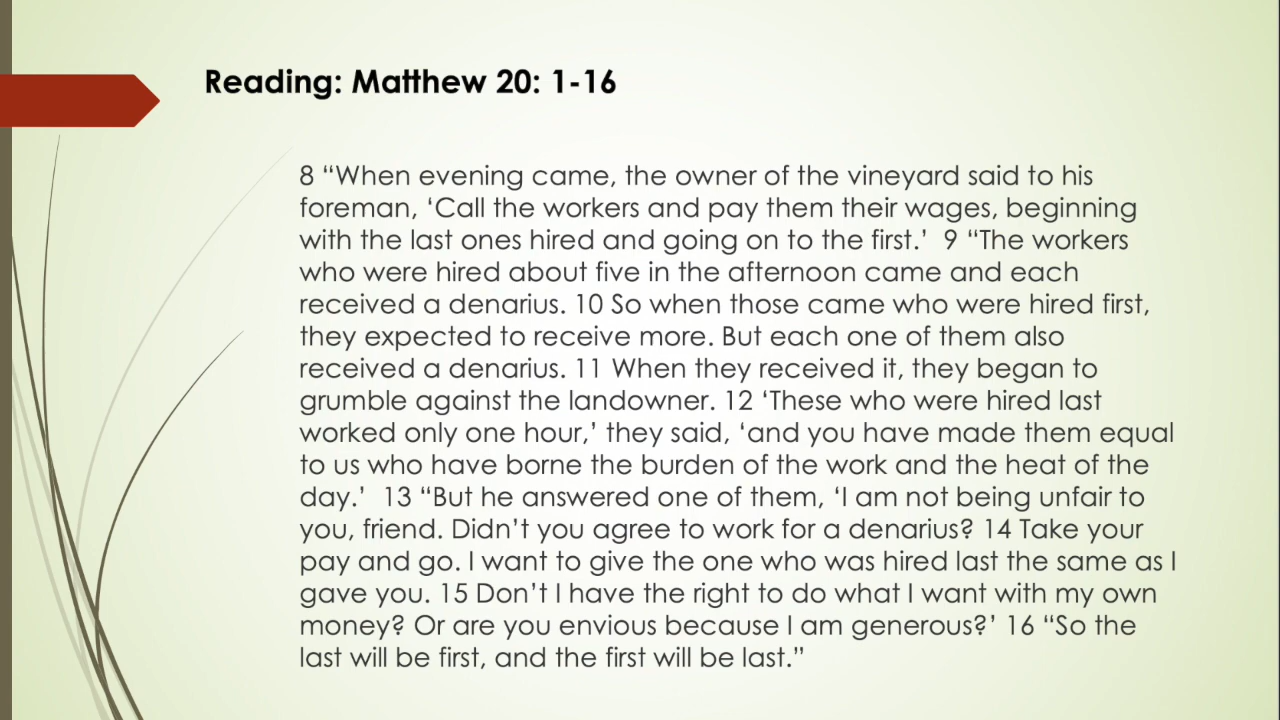 Reading: Matthew 20: 1-16
8 “When evening came, the owner of the vineyard said to his
foreman, ‘Call the workers and pay them their wages, beginning
with the last ones hired and going on to the first.’  9 “The workers
who were hired about five in the afternoon came and each
received a denarius. 10 So when those came who were hired first,
they expected to receive more. But each one of them also
received a denarius. 11 When they received it, they began to
grumble against the landowner. 12 ‘These who were hired last
worked only one hour,’ they said, ‘and you have made them equal
to us who have borne the burden of the work and the heat of the
day.’  13 “But he answered one of them, ‘I am not being unfair to
you, friend. Didn’t you agree to work for a denarius? 14 Take your
pay and go. I want to give the one who was hired last the same as I
gave you. 15 Don’t I have the right to do what I want with my own
money? Or are you envious because I am generous?’ 16 “So the
last will be first, and the first will be last.”